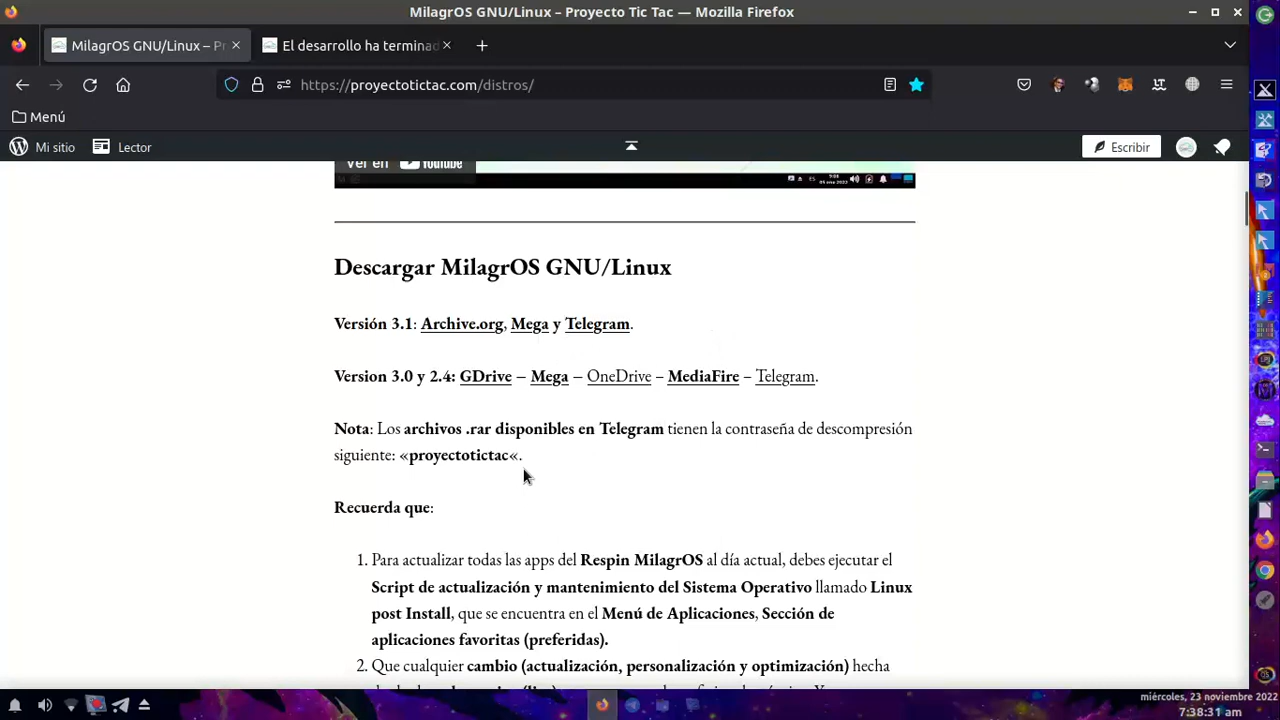 MilagrOS GNU/Linux – Proyecto Tic Tac — Mozilla Firefox
MilagrOS GNU/Linux – Pr
El desarrollo ha terminad
https://proyectotictac.com/distros/
Menú
Mi sitio
Lector
Escribir
Ver en YouTube
Descargar MilagrOS GNU/Linux
Versión 3.1: Archive.org, Mega y Telegram.
Version 3.0 y 2.4: GDrive – Mega – OneDrive – MediaFire – Telegram.
Nota: Los archivos .rar disponibles en Telegram tienen la contraseña de descompresión
siguiente: «proyectotictac«.
Recuerda que:
1. Para actualizar todas las apps del Respin MilagrOS al día actual, debes ejecutar el
Script de actualización y mantenimiento del Sistema Operativo llamado Linux
post Install, que se encuentra en el Menú de Aplicaciones, Sección de
aplicaciones favoritas (preferidas).
2. Que cualquier cambio (actualización, personalización y optimización) hecha
miércoles, 23 noviembre 2022
7:38:31 am